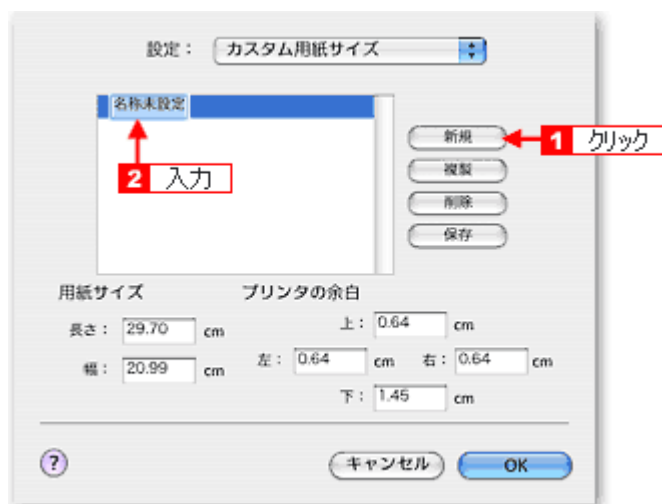 設定： カスタム用紙サイズ
名称未設定
新規
1 クリック
2 入力
複製
削除
保存
用紙サイズ
プリンタの余白
長さ： 29.70 cm
上： 0.64 cm
幅： 20.99 cm
左： 0.64 cm 右： 0.64 cm
下： 1.45 cm
? キャンセル OK